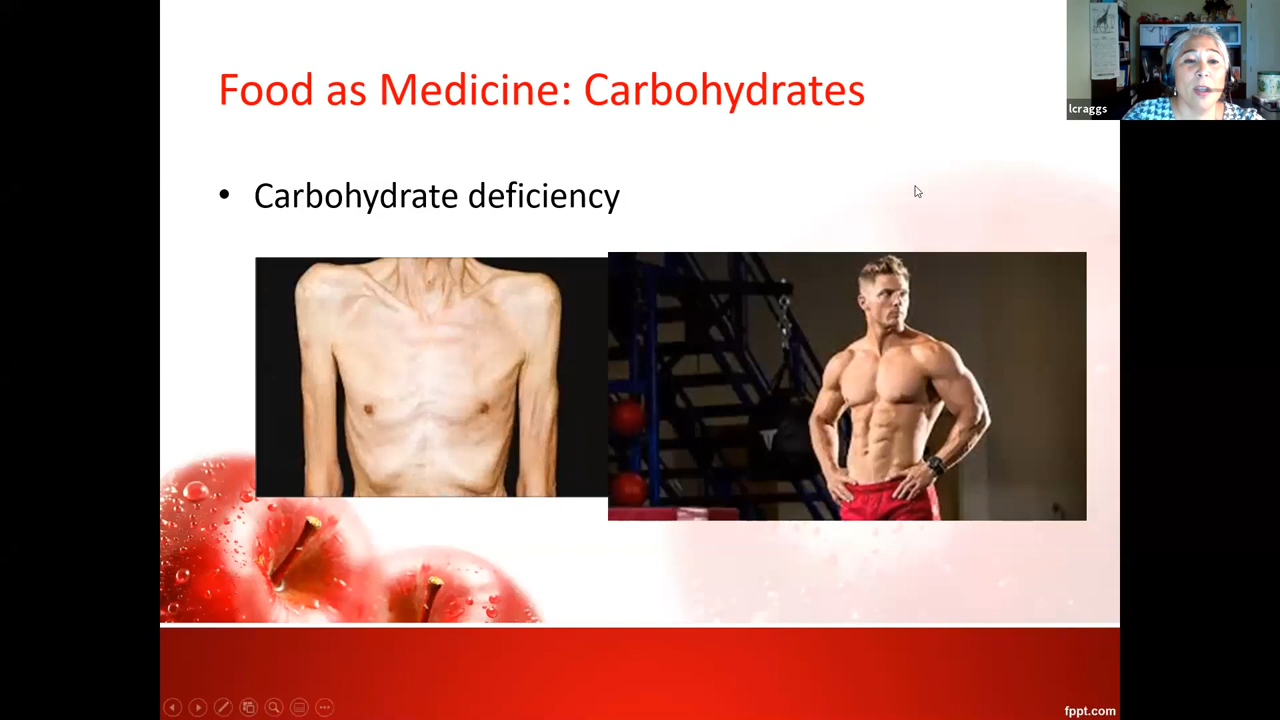 Food as Medicine: Carbohydrates
lcraggs
• Carbohydrate deficiency
fppt.com